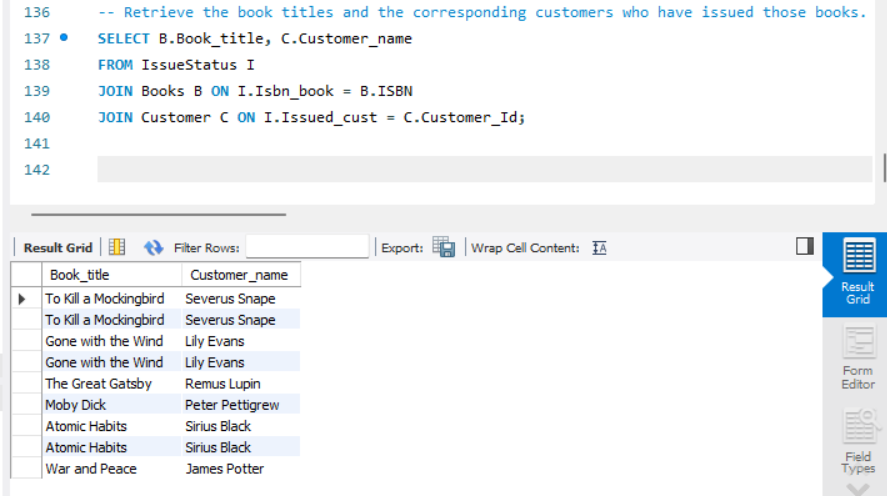 136 -- Retrieve the book titles and the corresponding customers who have issued those books.
137 SELECT B.Book_title, C.Customer_name
138 FROM IssueStatus I
139 JOIN Books B ON I.Isbn_book = B.ISBN
140 JOIN Customer C ON I.Issued_cust = C.Customer_Id;
141
142
Result Grid Filter Rows: Export: Wrap Cell Content: IA
Book_title Customer_name
To Kill a Mockingbird Severus Snape
To Kill a Mockingbird Severus Snape
Gone with the Wind Lily Evans
Gone with the Wind Lily Evans
The Great Gatsby Remus Lupin
Moby Dick Peter Pettigrew
Atomic Habits Sirius Black
Atomic Habits Sirius Black
War and Peace James Potter
Result
Grid
Form
Editor
Field
Types